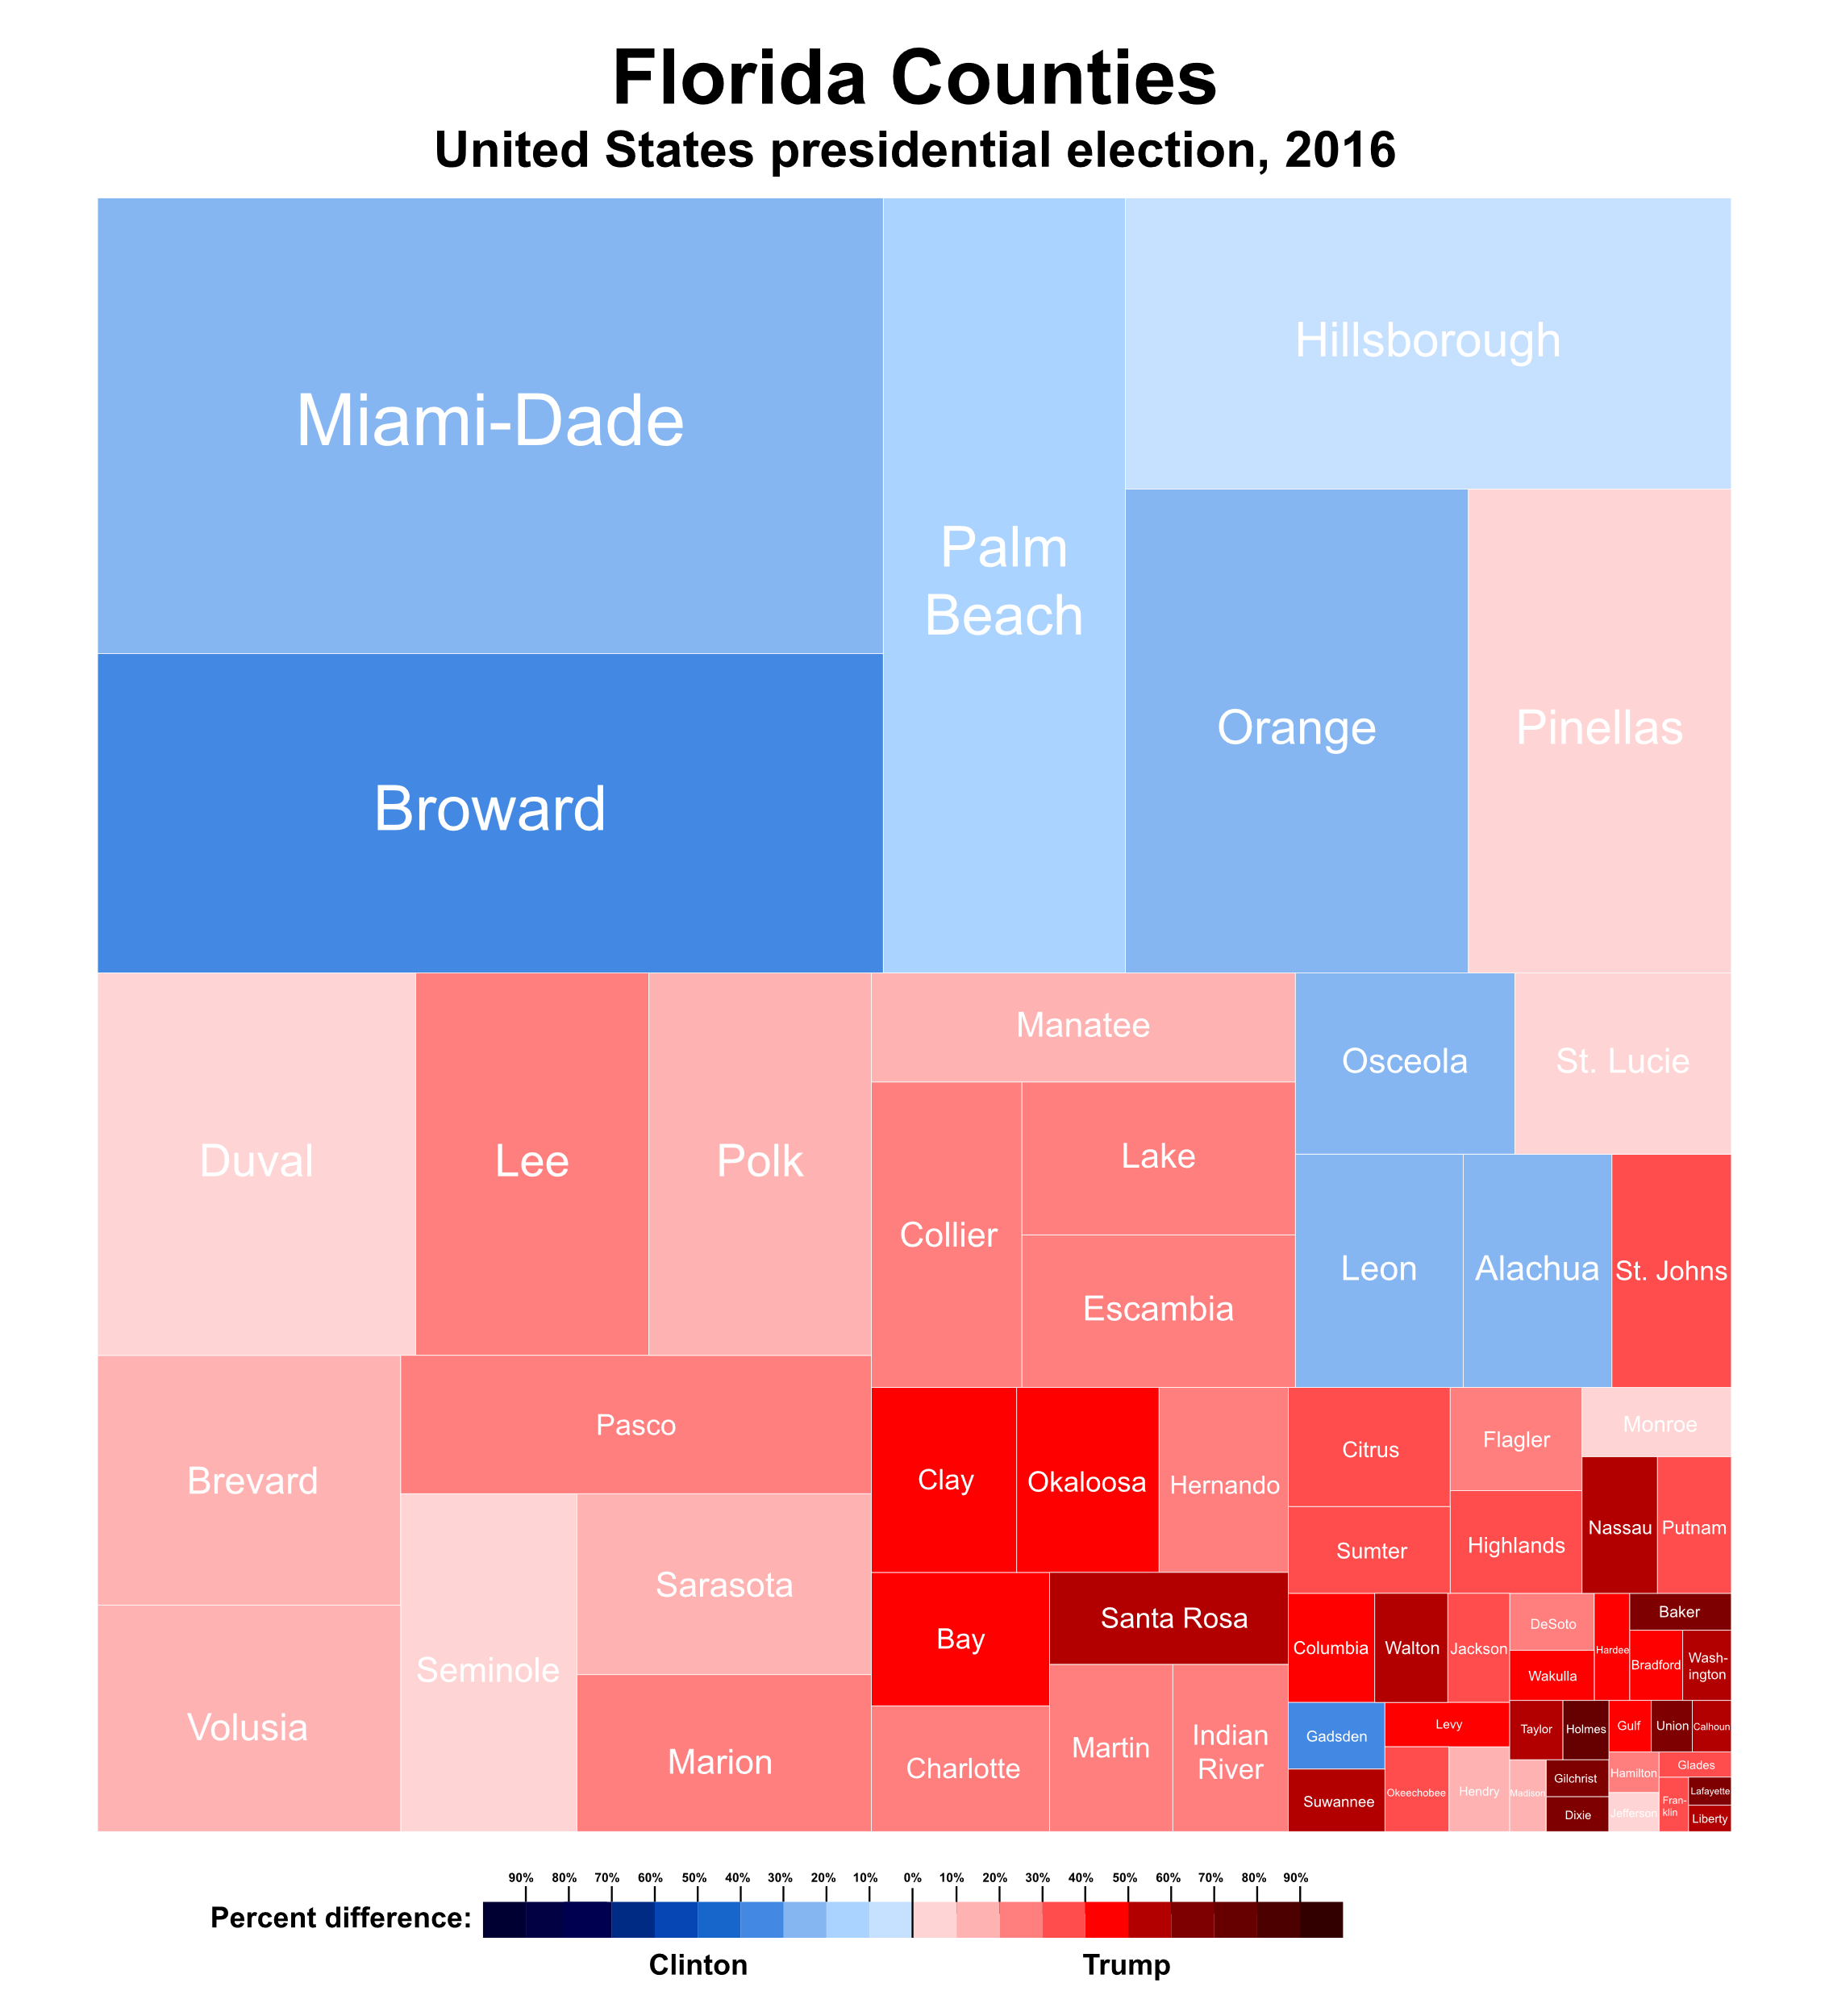 Florida Counties
United States presidential election, 2016
Miami-Dade
Broward
Palm
Beach
Hillsborough
Orange
Pinellas
Duval
Lee
Polk
Manatee
Collier
Lake
Escambia
Osceola
St. Lucie
Leon
Alachua
St. Johns
Brevard
Volusia
Pasco
Seminole
Sarasota
Marion
Clay
Okaloosa
Hernando
Bay
Santa Rosa
Charlotte
Martin
Indian
River
Citrus
Sumter
Flagler
Highlands
Monroe
Nassau
Putnam
Columbia
Walton
Jackson
DeSoto
Wakulla
Hardee
Baker
Bradford
Wash-
ington
Gadsden
Suwannee
Levy
Okeechobee
Hendry
Taylor
Holmes
Madison
Gilchrist
Dixie
Gulf
Union
Calhoun
Hamilton
Jefferson
Glades
Fran-
klin
Lafayette
Liberty
90% 80% 70% 60% 50% 40% 30% 20% 10% 0% 10% 20% 30% 40% 50% 60% 70% 80% 90%
Percent difference:
Clinton Trump